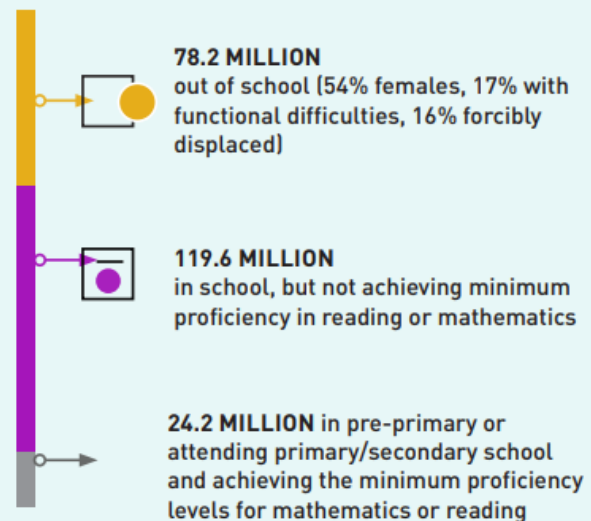 78.2 MILLION
out of school (54% females, 17% with
functional difficulties, 16% forcibly
displaced)
119.6 MILLION
in school, but not achieving minimum
proficiency in reading or mathematics
24.2 MILLION in pre-primary or
attending primary/secondary school
and achieving the minimum proficiency
levels for mathematics or reading